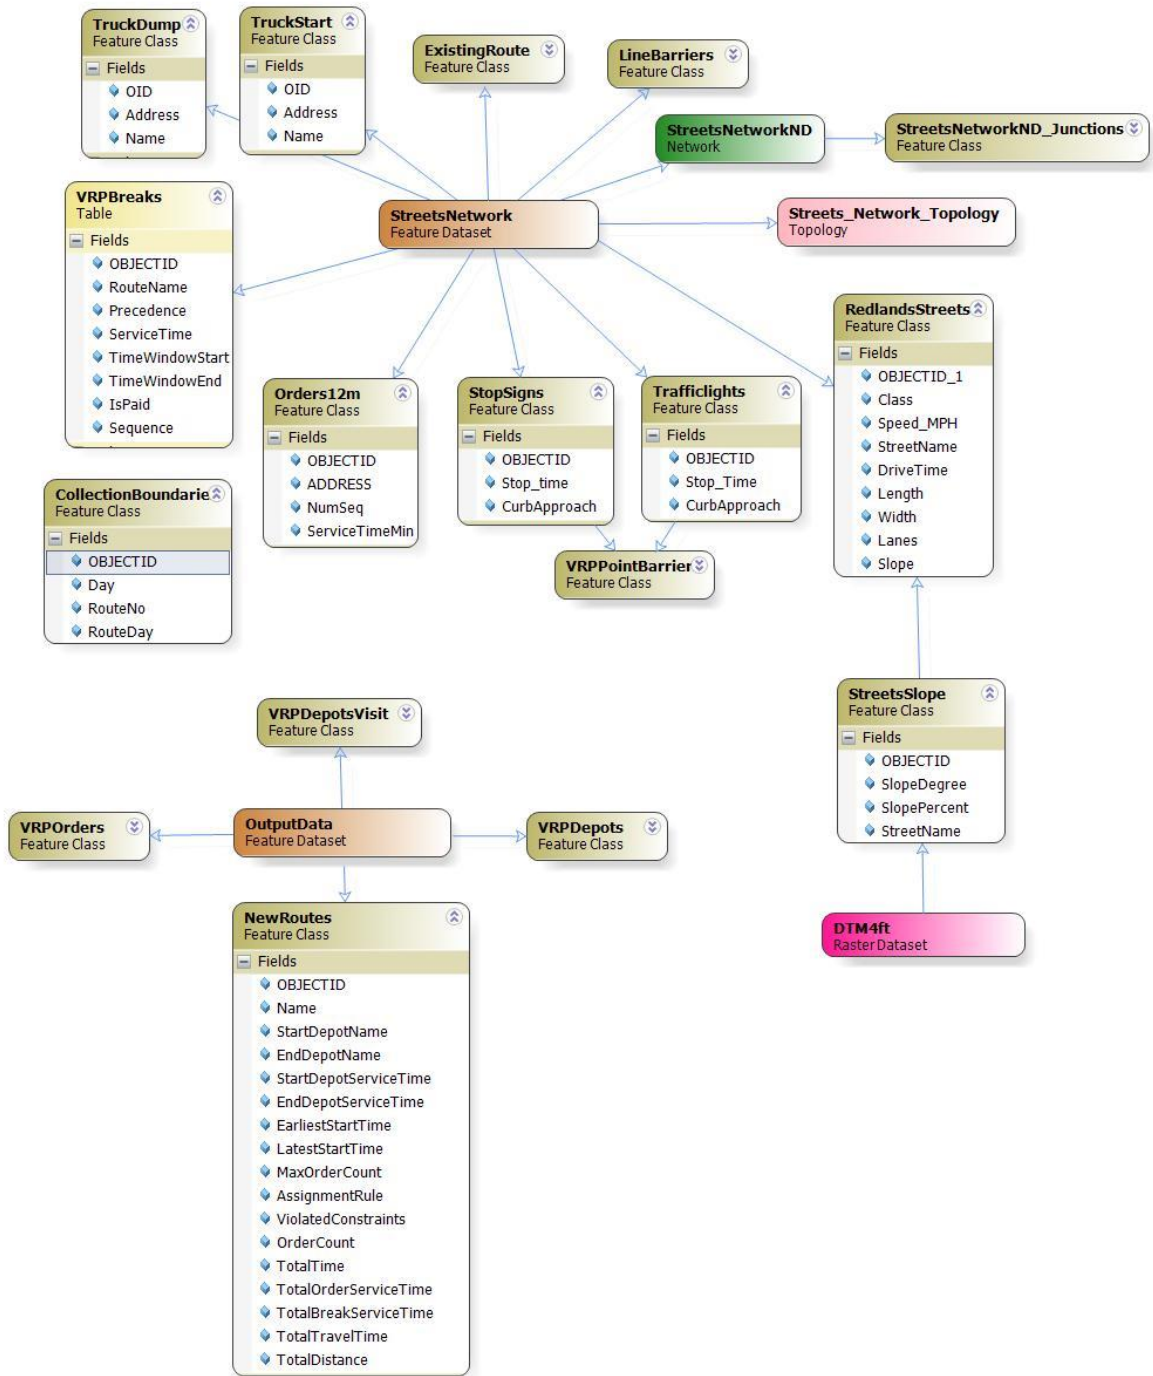 TruckDump
Feature Class
Fields
OID
Address
Name
TruckStart
Feature Class
Fields
OID
Address
Name
ExistingRoute
Feature Class
LineBarriers
Feature Class
StreetsNetworkND
Network
StreetsNetworkND_Junctions
Feature Class
VRPBreaks
Table
Fields
OBJECTID
RouteName
Precedence
ServiceTime
TimeWindowStart
TimeWindowEnd
IsPaid
Sequence
StreetsNetwork
Feature Dataset
Streets_Network_Topology
Topology
RedlandsStreets
Feature Class
Fields
OBJECTID_1
Class
Speed_MPH
StreetName
DriveTime
Length
Width
Lanes
Slope
Orders12m
Feature Class
Fields
OBJECTID
ADDRESS
NumSeq
ServiceTimeMin
StopSigns
Feature Class
Fields
OBJECTID
Stop_time
CurbApproach
Trafficlights
Feature Class
Fields
OBJECTID
Stop_Time
CurbApproach
CollectionBoundarie
Feature Class
Fields
OBJECTID
Day
RouteNo
RouteDay
VRPPointBarrier
Feature Class
StreetsSlope
Feature Class
Fields
OBJECTID
SlopeDegree
SlopePercent
StreetName
VRPDepotsVisit
Feature Class
VRPOrders
Feature Class
OutputData
Feature Dataset
VRPDepots
Feature Class
DTM4ft
Raster Dataset
NewRoutes
Feature Class
Fields
OBJECTID
Name
StartDepotName
EndDepotName
StartDepotServiceTime
EndDepotServiceTime
EarliestStartTime
LatestStartTime
MaxOrderCount
AssignmentRule
ViolatedConstraints
OrderCount
TotalTime
TotalOrderServiceTime
TotalBreakServiceTime
TotalTravelTime
TotalDistance